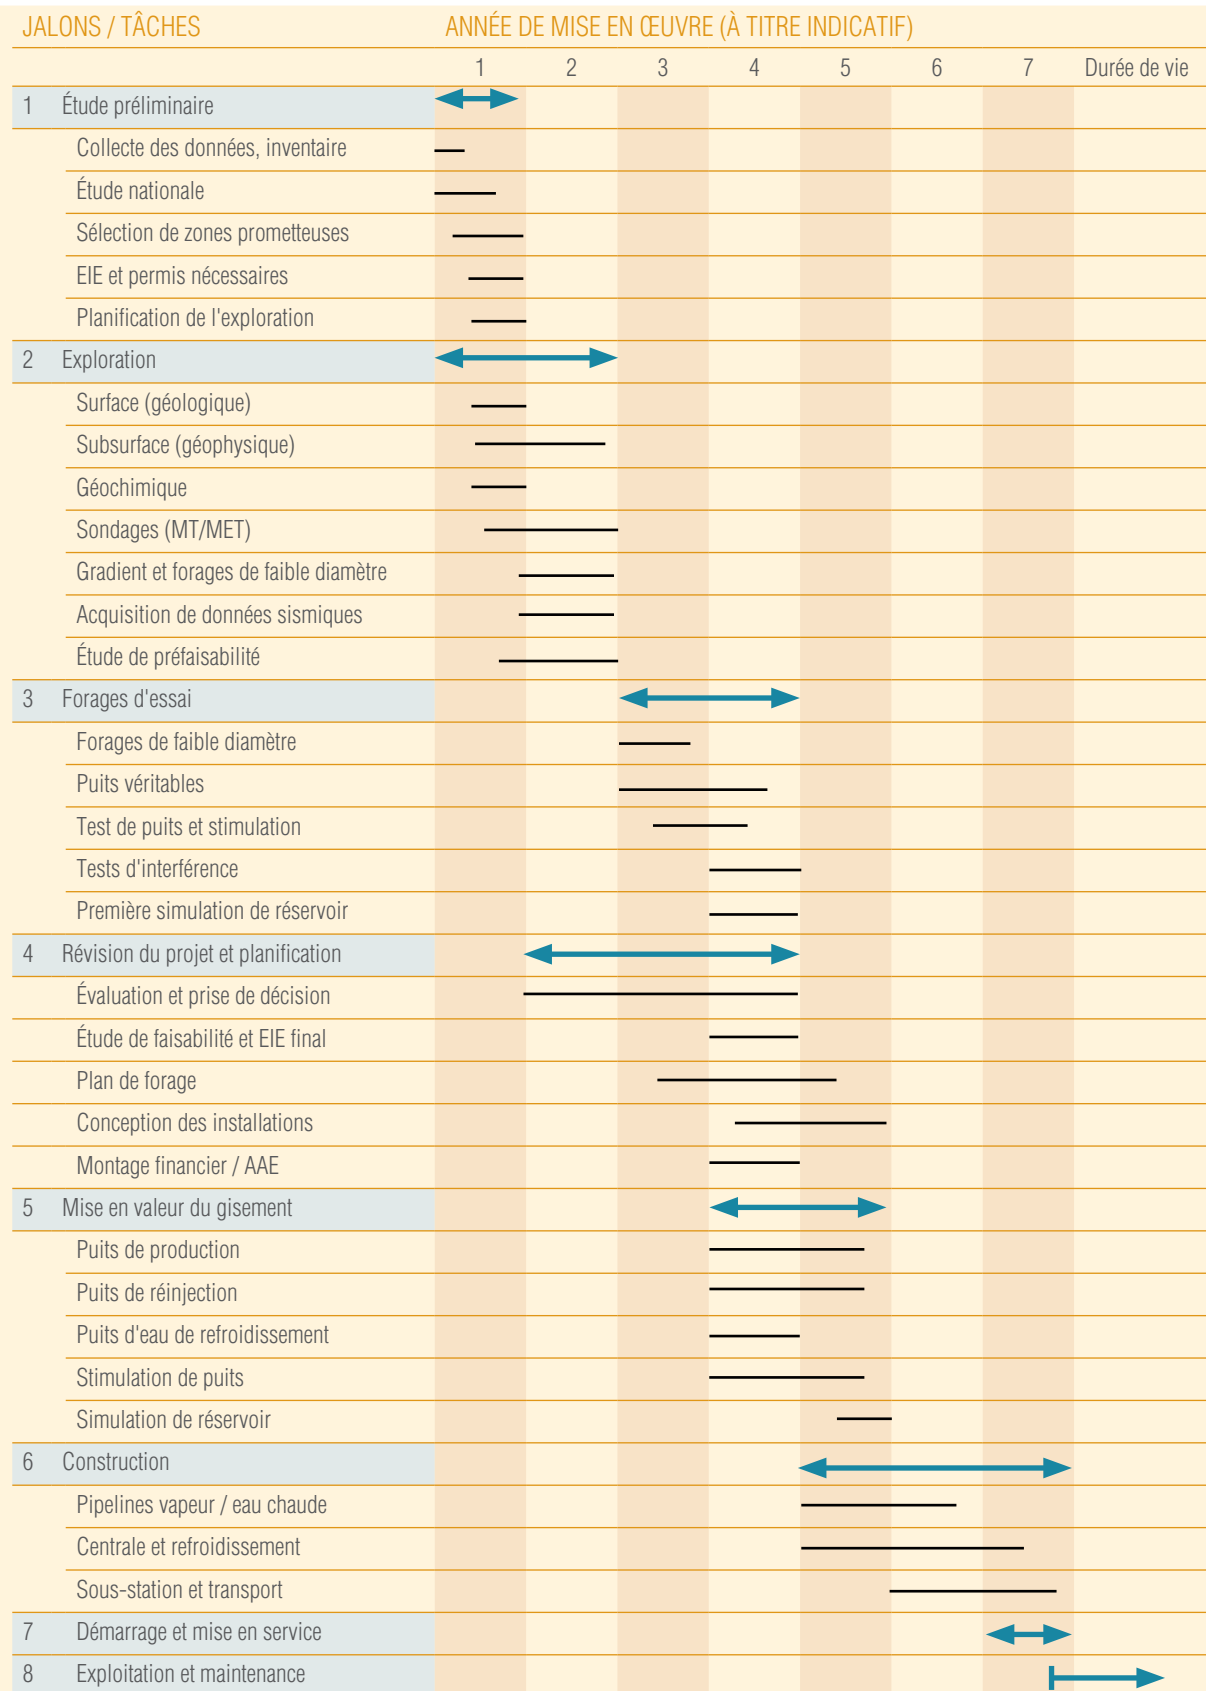 JALONS / TÂCHES ANNÉE DE MISE EN ŒUVRE (À TITRE INDICATIF)
1 2 3 4 5 6 7 Durée de vie
1 Étude préliminaire
Collecte des données, inventaire
Étude nationale
Sélection de zones prometteuses
EIE et permis nécessaires
Planification de l'exploration
2 Exploration
Surface (géologique)
Subsurface (géophysique)
Géochimique
Sondages (MT/MET)
Gradient et forages de faible diamètre
Acquisition de données sismiques
Étude de préfaisabilité
3 Forages d'essai
Forages de faible diamètre
Puits véritables
Test de puits et stimulation
Tests d'interférence
Première simulation de réservoir
4 Révision du projet et planification
Évaluation et prise de décision
Étude de faisabilité et EIE final
Plan de forage
Conception des installations
Montage financier / AAE
5 Mise en valeur du gisement
Puits de production
Puits de réinjection
Puits d'eau de refroidissement
Stimulation de puits
Simulation de réservoir
6 Construction
Pipelines vapeur / eau chaude
Centrale et refroidissement
Sous-station et transport
7 Démarrage et mise en service
8 Exploitation et maintenance